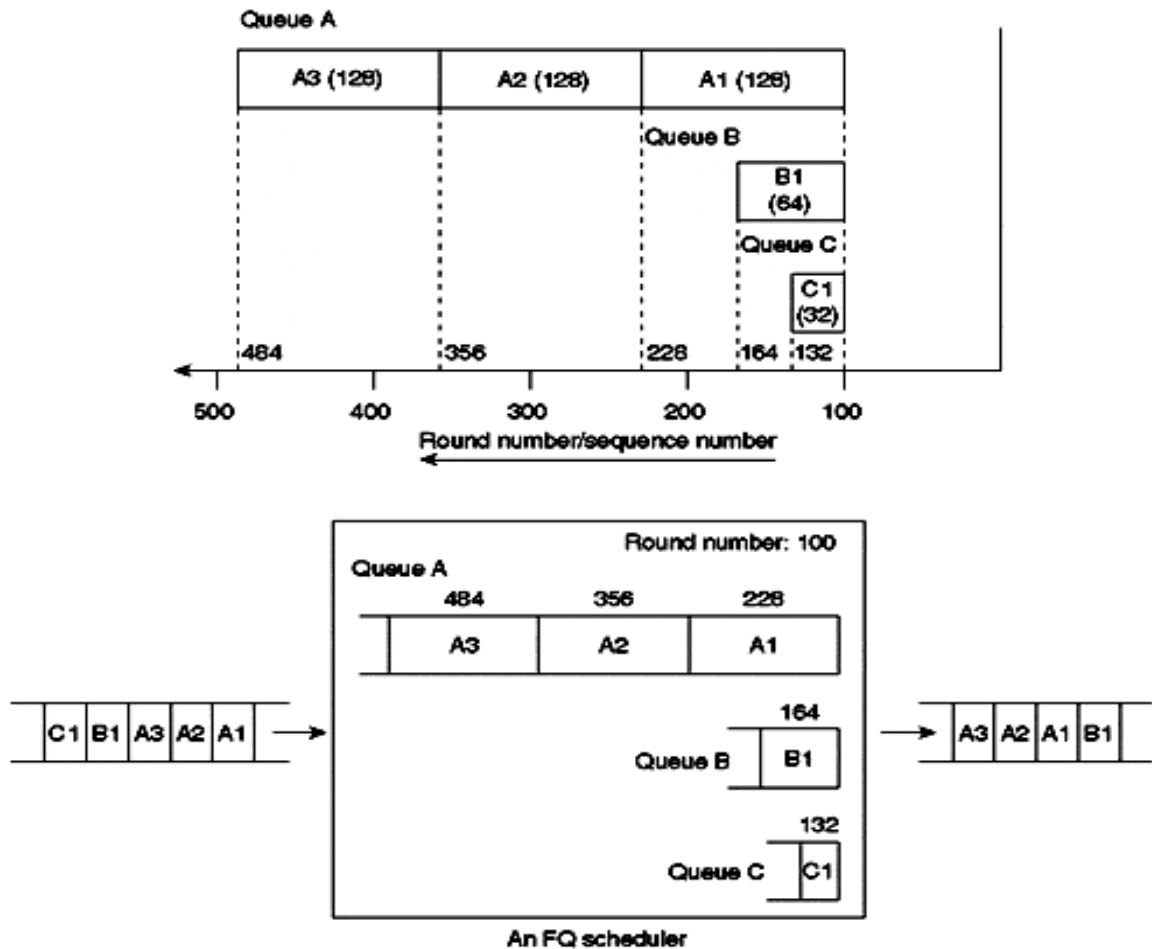 Queue A
A3 (128)
A2 (128)
A1 (128)
Queue B
B1
(64)
Queue C
C1
(32)
484
356
228
164
132
500
400
300
200
100
Round number/sequence number
Round number: 100
Queue A
484
356
228
A3
A2
A1
164
C1
B1
A3
A2
A1
Queue B
B1
A3
A2
A1
B1
132
Queue C
C1
An FQ scheduler